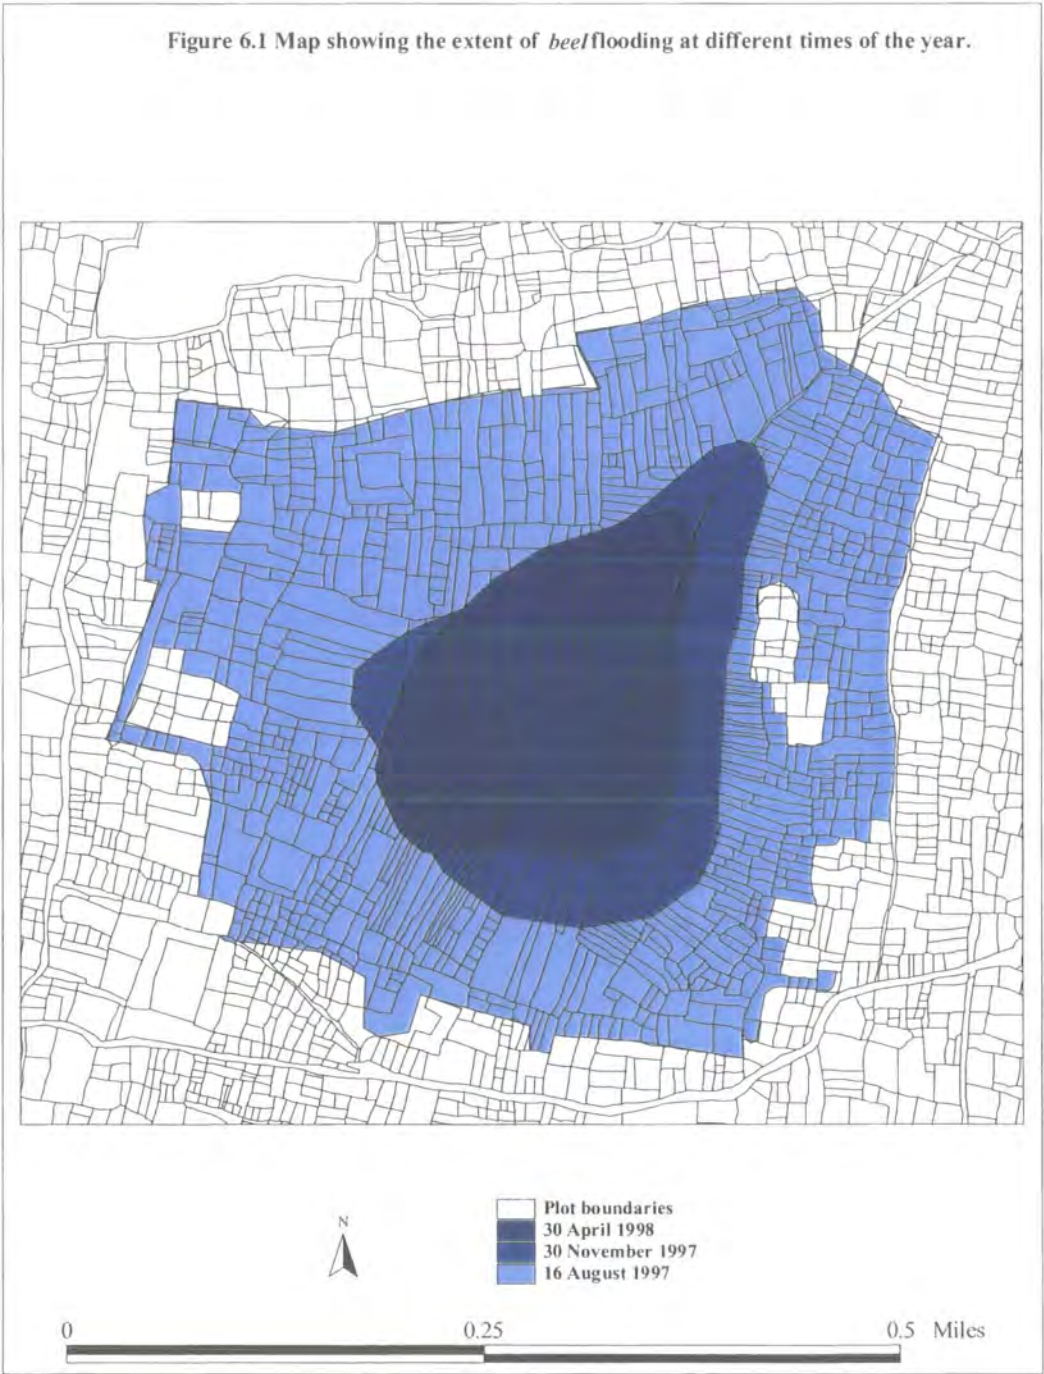 Figure 6.1 Map showing the extent of beel flooding at different times of the year.
N
Plot boundaries
30 April 1998
30 November 1997
16 August 1997
0 0.25 0.5 Miles